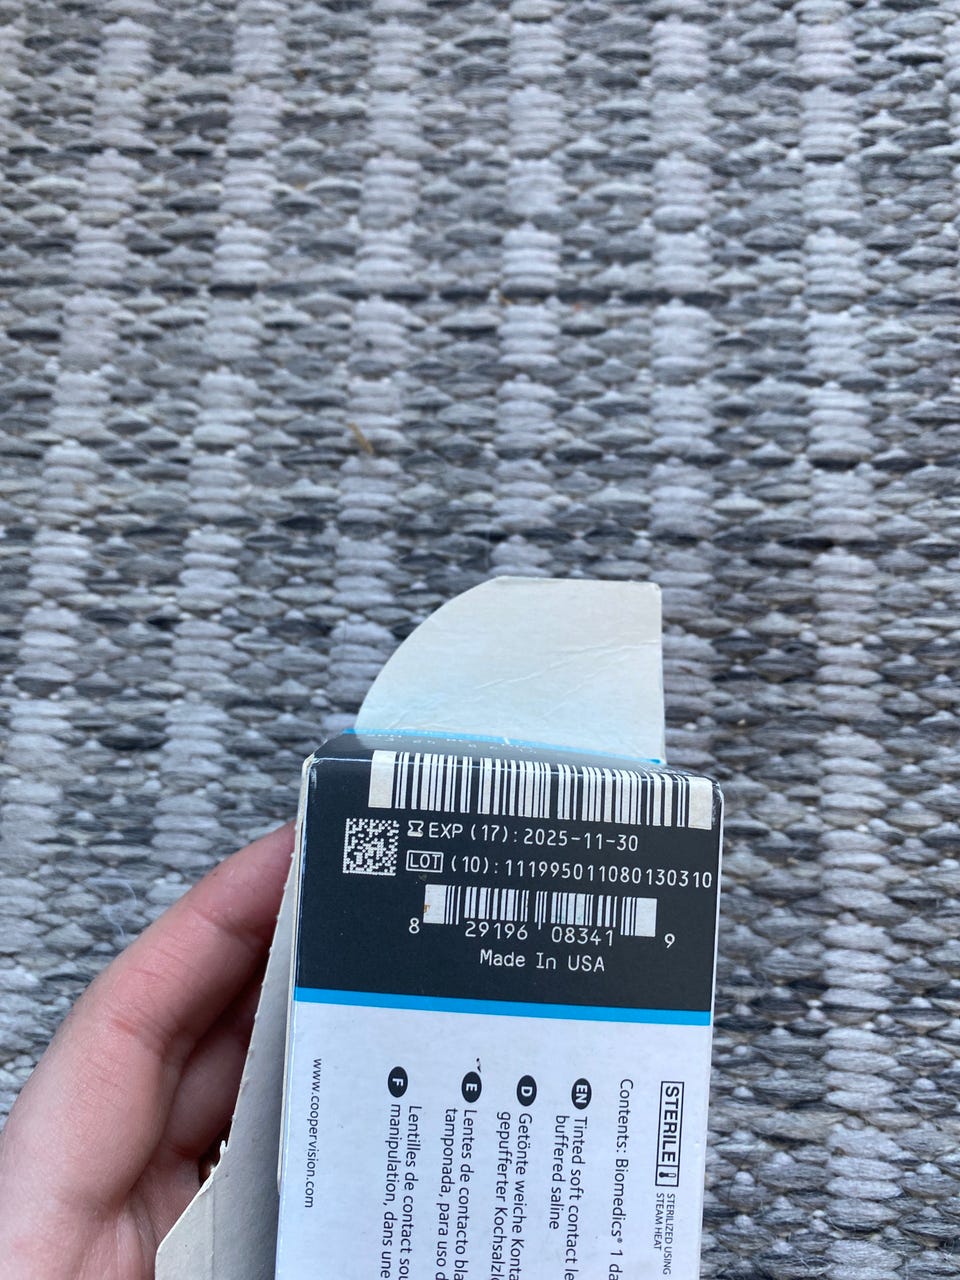 EXP (17): 2025-11-30
LOT (10): 111995011080130310
8 29196 08341 9
Made In USA
STERILE
STERILIZED USING
STEAM HEAT
Contents: Biomedics® 1 da
EN Tinted soft contact le
buffered saline
D Getönte weiche Konta
gepufferter Kochsalzl
E Lentes de contacto bla
tamponada, para uso d
F Lentilles de contact sou
manipulation, dans une
www.coopervision.com